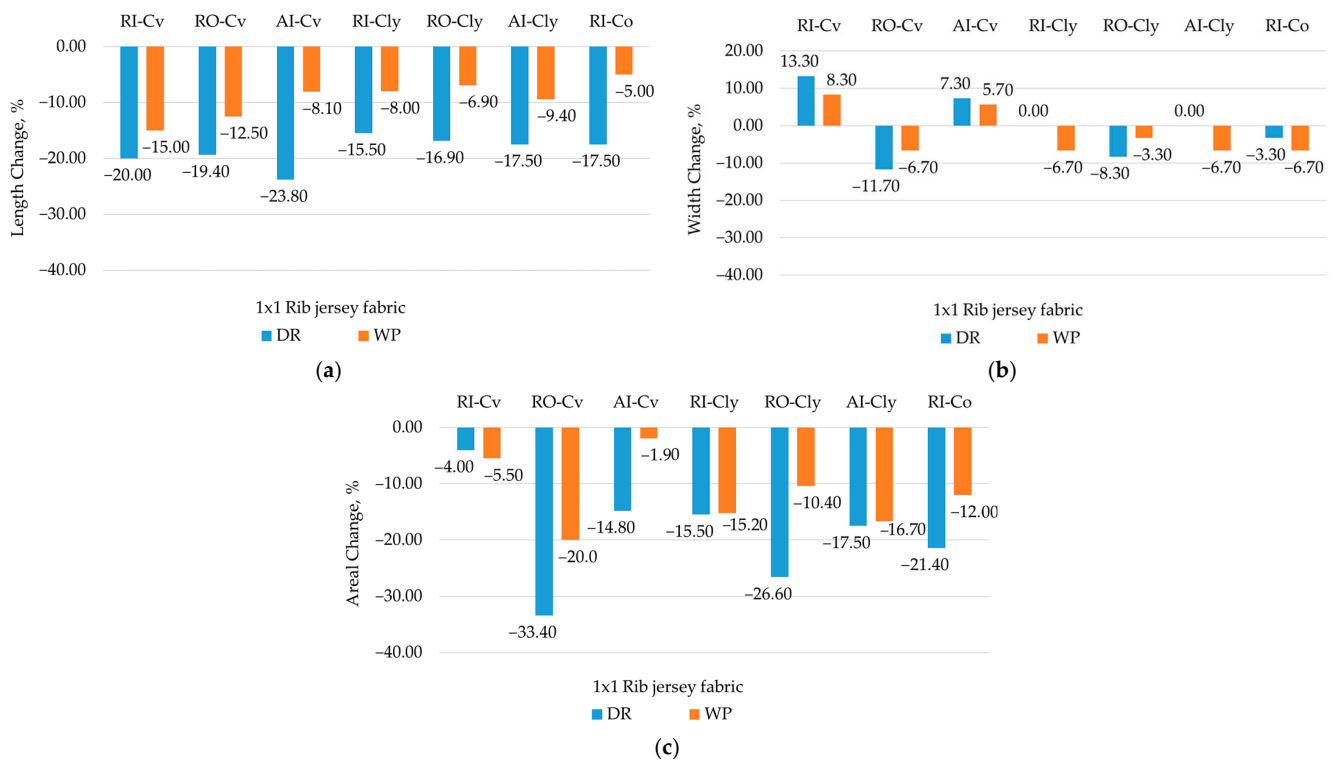 RI-Cv RO-Cv AI-Cv RI-Cly RO-Cly AI-Cly RI-Co
0.00
−10.00
−20.00
−30.00
−40.00
Length Change, %
−20.00 −15.00 −19.40 −12.50 −23.80 −8.10 −15.50 −8.00 −16.90 −6.90 −17.50 −9.40 −17.50 −5.00
1x1 Rib jersey fabric
DR WP
(a)
RI-Cv RO-Cv AI-Cv RI-Cly RO-Cly AI-Cly RI-Co
20.00
10.00
0.00
−10.00
−20.00
−30.00
−40.00
Width Change, %
13.30 8.30 −11.70 −6.70 7.30 5.70 0.00 −6.70 −8.30 −3.30 0.00 −6.70 −3.30 −6.70
1x1 Rib jersey fabric
DR WP
(b)
RI-Cv RO-Cv AI-Cv RI-Cly RO-Cly AI-Cly RI-Co
0.00
−10.00
−20.00
−30.00
−40.00
Areal Change, %
−4.00 −5.50 −33.40 −20.0 −14.80 −1.90 −15.50 −15.20 −26.60 −10.40 −17.50 −16.70 −21.40 −12.00
1x1 Rib jersey fabric
DR WP
(c)